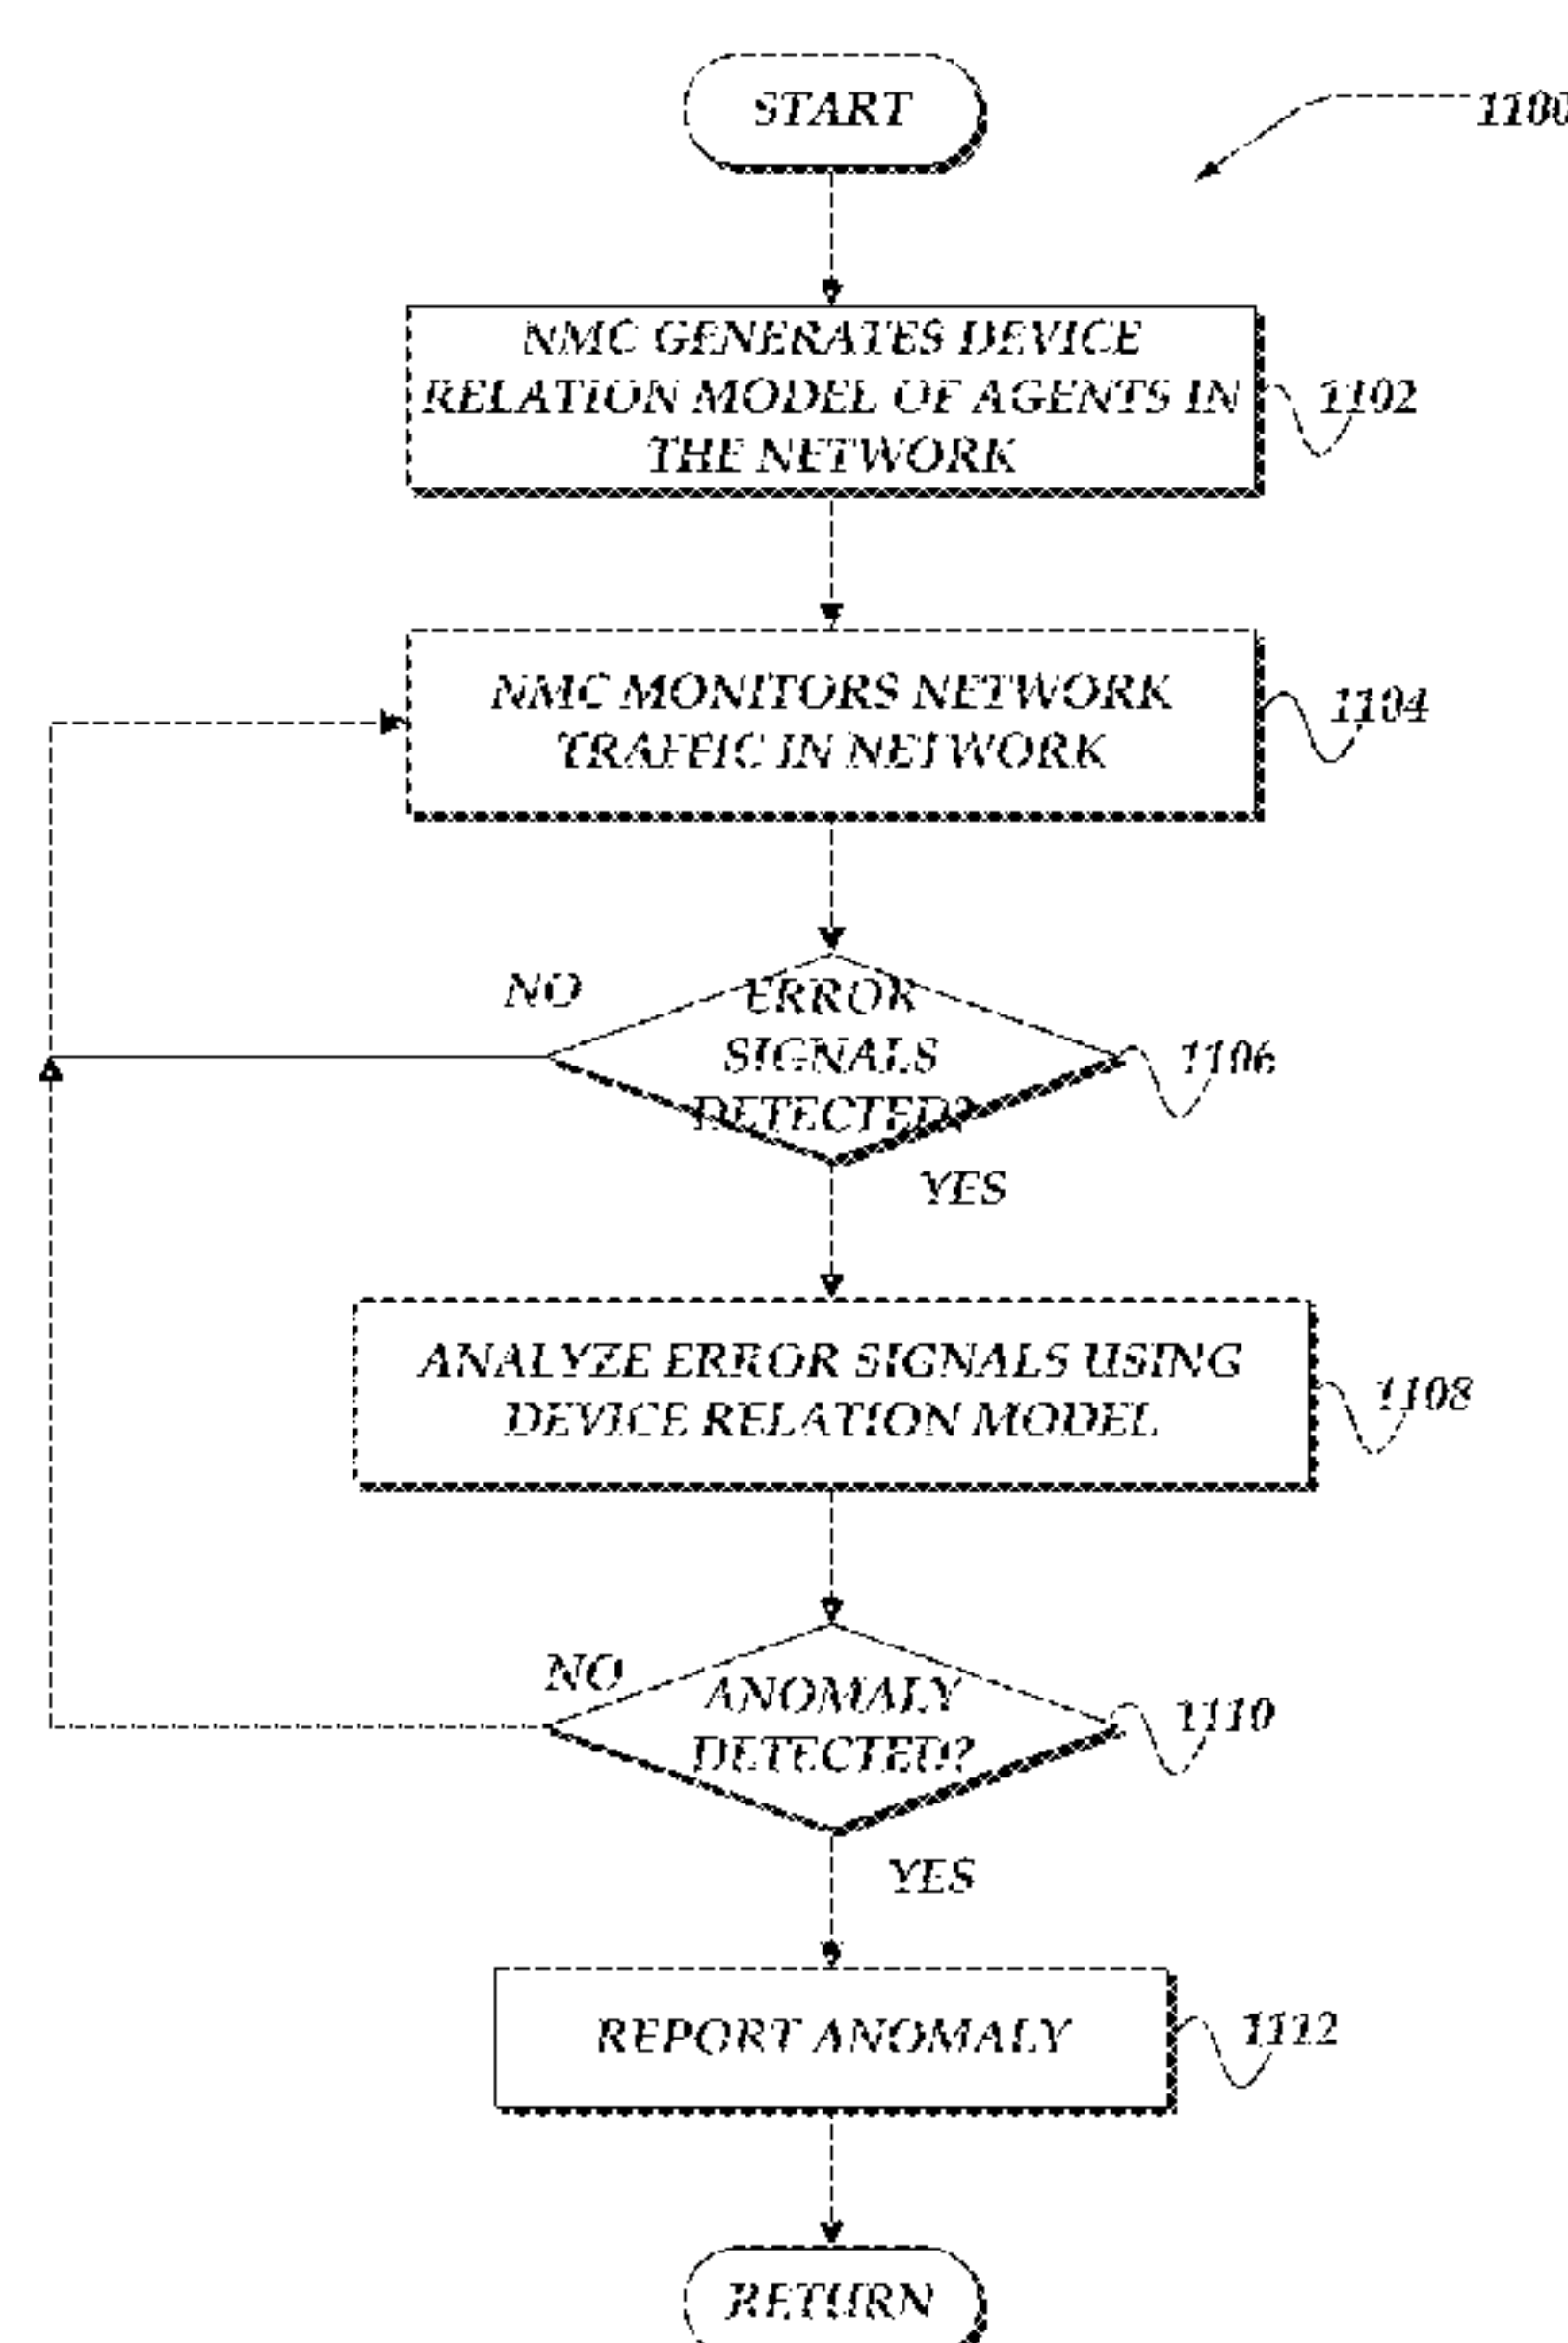 START
1100
NMC GENERATES DEVICE
RELATION MODEL OF AGENTS IN
THE NETWORK
1102
NMC MONITORS NETWORK
TRAFFIC IN NETWORK
1104
NO
ERROR
SIGNALS
DETECTED?
1106
YES
ANALYZE ERROR SIGNALS USING
DEVICE RELATION MODEL
1108
NO
ANOMALY
DETECTED?
1110
YES
REPORT ANOMALY
1112
RETURN